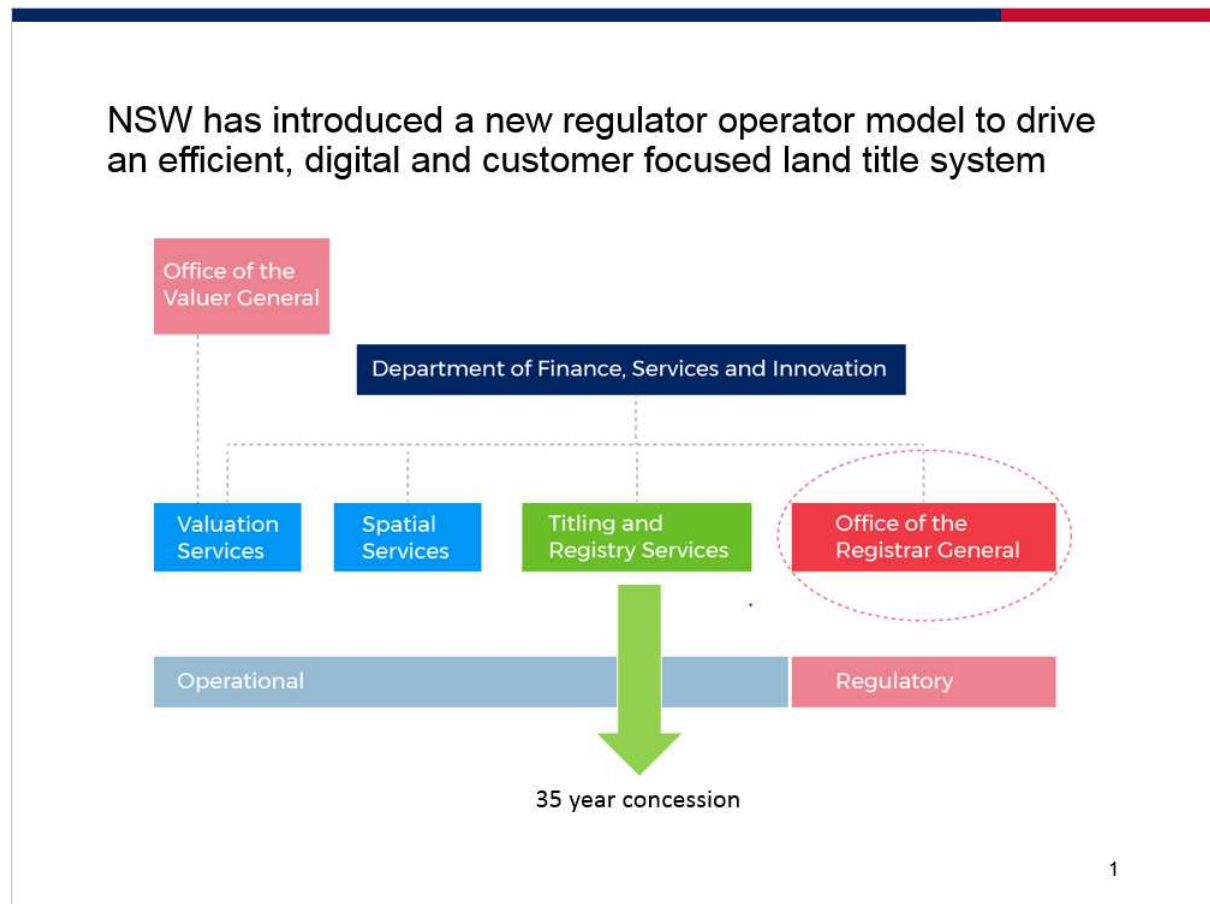 NSW has introduced a new regulator operator model to drive
an efficient, digital and customer focused land title system
Office of the
Valuer General
Department of Finance, Services and Innovation
Valuation
Services
Spatial
Services
Titling and
Registry Services
Office of the
Registrar General
Operational
Regulatory
35 year concession
1